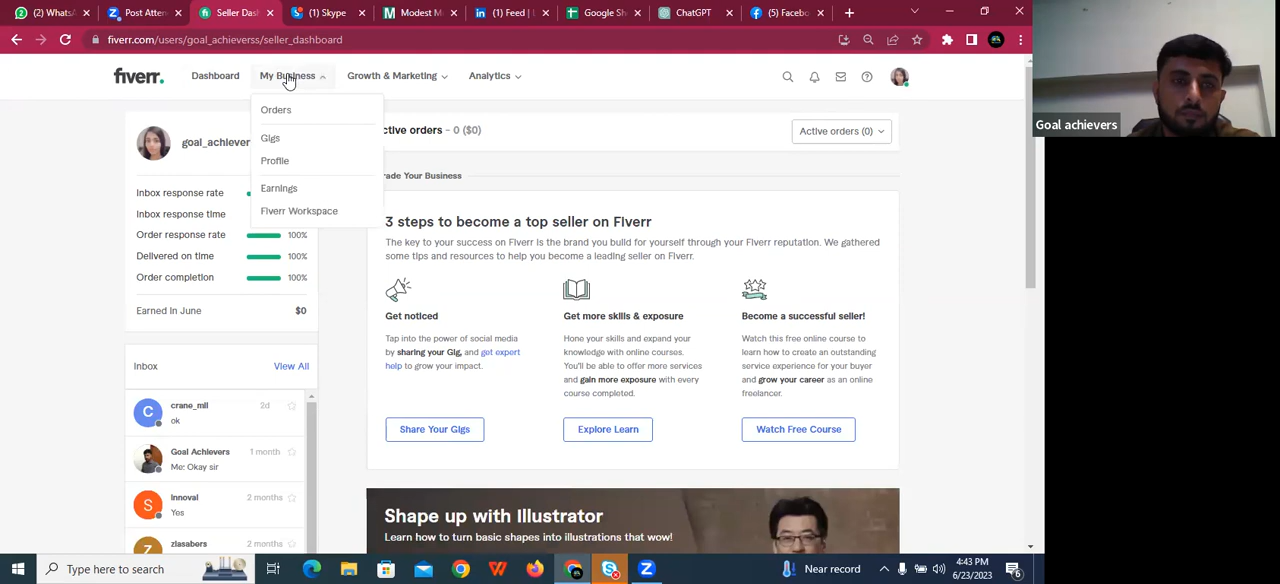 (1) WhatsA
Post Atten
Seller Das
(1) Skype
Modest M
(1) Feed | L
Google She
ChatGPT
(5) Facebo
fiverr.com/users/goal_achieverss/seller_dashboard
fiverr.
Dashboard
My Business
Growth & Marketing
Analytics
Orders
Gigs
Profile
Earnings
Fiverr Workspace
goal_achiever
Inbox response rate
Inbox response time
Order response rate 100%
Delivered on time 100%
Order completion 100%
Earned in June $0
Inbox View All
C
crane_mll 2d
ok
Goal Achievers 1 month
Me: Okay sir
S
innoval 2 months
Yes
Z
zlasabers 2 months
ctive orders - 0 ($0)
Active orders (0)
rade Your Business
3 steps to become a top seller on Fiverr
The key to your success on Fiverr is the brand you build for yourself through your Fiverr reputation. We gathered
some tips and resources to help you become a leading seller on Fiverr.
Get noticed
Tap into the power of social media
by sharing your Gig, and get expert
help to grow your impact.
Share Your Gigs
Get more skills & exposure
Hone your skills and expand your
knowledge with online courses.
You'll be able to offer more services
and gain more exposure with every
course completed.
Explore Learn
Become a successful seller!
Watch this free online course to
learn how to create an outstanding
service experience for your buyer
and grow your career as an online
freelancer.
Watch Free Course
Shape up with Illustrator
Learn how to turn basic shapes into illustrations that wow!
Goal achievers
Type here to search
Near record
4:43 PM
6/23/2023
6